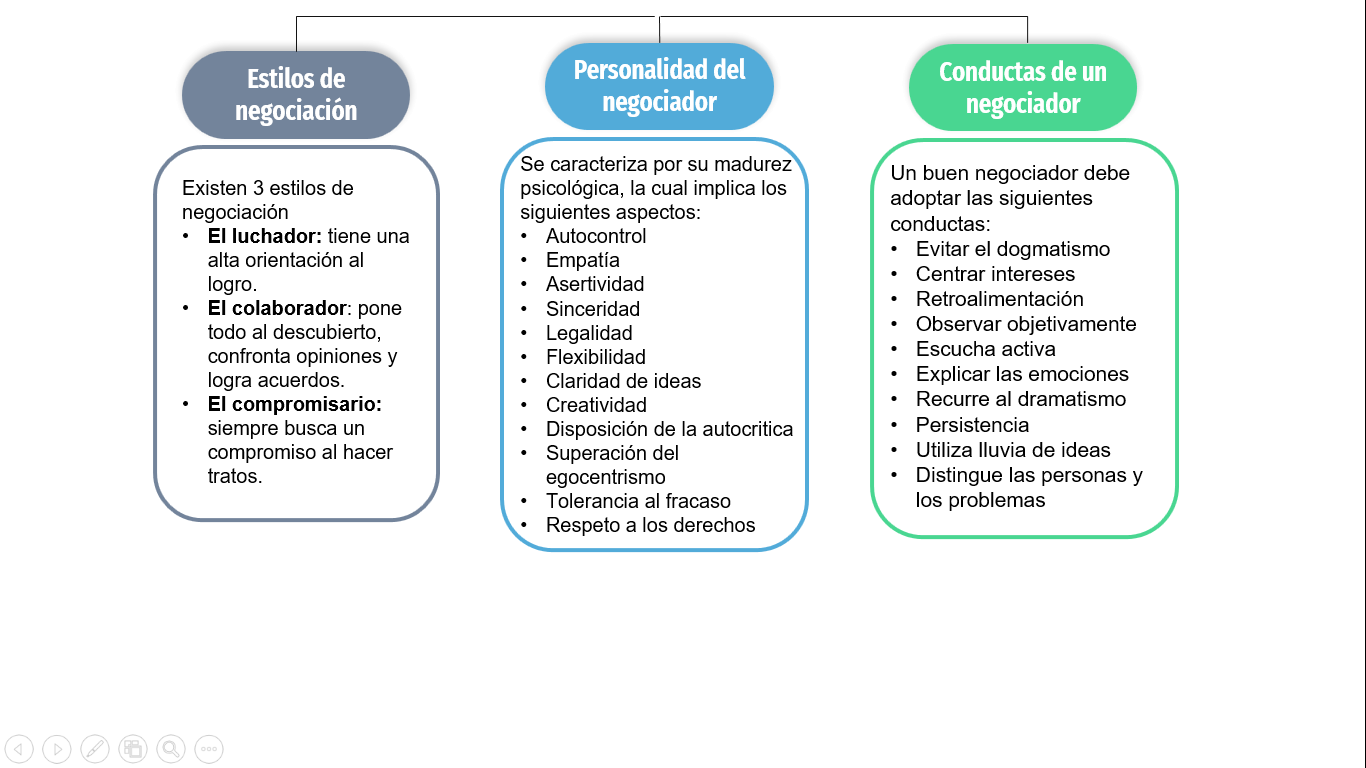 Estilos de
negociación
Existen 3 estilos de
negociación
• El luchador: tiene una
alta orientación al
logro.
• El colaborador: pone
todo al descubierto,
confronta opiniones y
logra acuerdos.
• El compromisario:
siempre busca un
compromiso al hacer
tratos.
Personalidad del
negociador
Se caracteriza por su madurez
psicológica, la cual implica los
siguientes aspectos:
• Autocontrol
• Empatía
• Asertividad
• Sinceridad
• Legalidad
• Flexibilidad
• Claridad de ideas
• Creatividad
• Disposición de la autocritica
• Superación del
egocentrismo
• Tolerancia al fracaso
• Respeto a los derechos
Conductas de un
negociador
Un buen negociador debe
adoptar las siguientes
conductas:
• Evitar el dogmatismo
• Centrar intereses
• Retroalimentación
• Observar objetivamente
• Escucha activa
• Explicar las emociones
• Recurre al dramatismo
• Persistencia
• Utiliza lluvia de ideas
• Distingue las personas y
los problemas